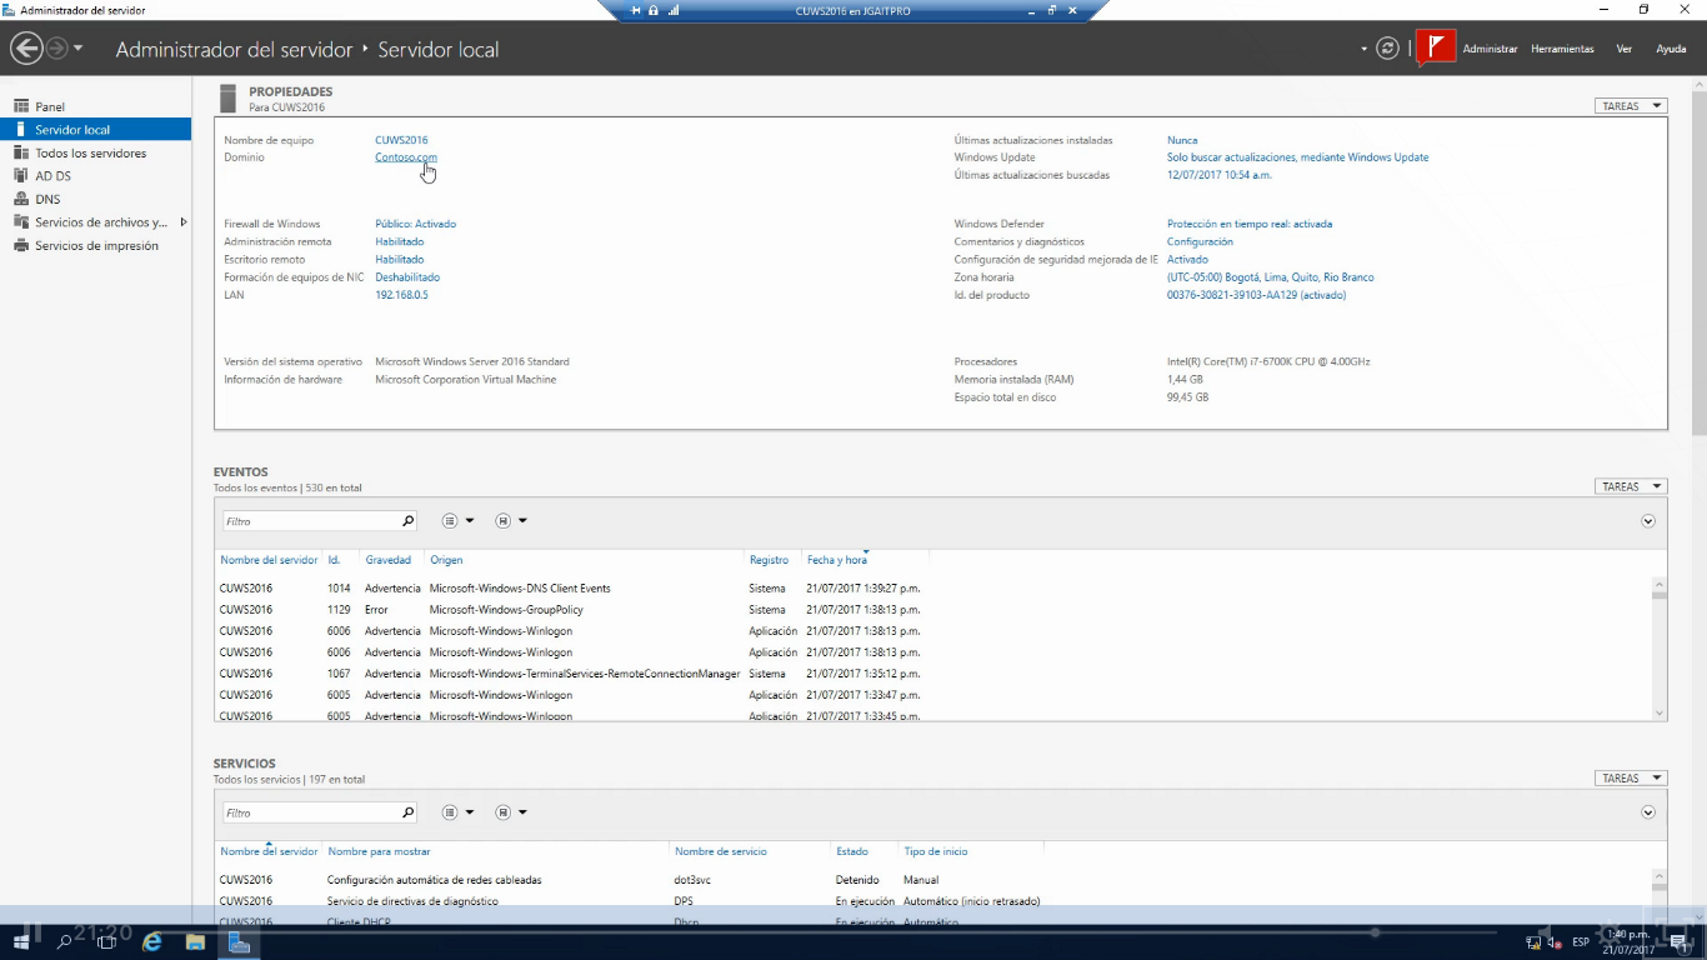 Administrador del servidor
CUWS2016 en JGAITPRO
Administrador del servidor ‣ Servidor local
Administrar Herramientas Ver Ayuda
Panel
Servidor local
Todos los servidores
AD DS
DNS
Servicios de archivos y...
Servicios de impresión
PROPIEDADES
Para CUWS2016
TAREAS
Nombre de equipo CUWS2016
Dominio Contoso.com
Últimas actualizaciones instaladas Nunca
Windows Update Solo buscar actualizaciones, mediante Windows Update
Últimas actualizaciones buscadas 12/07/2017 10:54 a.m.
Firewall de Windows Público: Activado
Administración remota Habilitado
Escritorio remoto Habilitado
Formación de equipos de NIC Deshabilitado
LAN 192.168.0.5
Windows Defender Protección en tiempo real: activada
Comentarios y diagnósticos Configuración
Configuración de seguridad mejorada de IE Activado
Zona horaria (UTC-05:00) Bogotá, Lima, Quito, Rio Branco
Id. del producto 00376-30821-39103-AA129 (activado)
Versión del sistema operativo Microsoft Windows Server 2016 Standard
Información de hardware Microsoft Corporation Virtual Machine
Procesadores Intel(R) Core(TM) i7-6700K CPU @ 4.00GHz
Memoria instalada (RAM) 1,44 GB
Espacio total en disco 99,45 GB
EVENTOS
Todos los eventos | 530 en total
TAREAS
Filtro
Nombre del servidor Id. Gravedad Origen Registro Fecha y hora
CUWS2016 1014 Advertencia Microsoft-Windows-DNS Client Events Sistema 21/07/2017 1:39:27 p.m.
CUWS2016 1129 Error Microsoft-Windows-GroupPolicy Sistema 21/07/2017 1:38:13 p.m.
CUWS2016 6006 Advertencia Microsoft-Windows-Winlogon Aplicación 21/07/2017 1:38:13 p.m.
CUWS2016 6006 Advertencia Microsoft-Windows-Winlogon Aplicación 21/07/2017 1:38:13 p.m.
CUWS2016 1067 Advertencia Microsoft-Windows-TerminalServices-RemoteConnectionManager Sistema 21/07/2017 1:35:12 p.m.
CUWS2016 6005 Advertencia Microsoft-Windows-Winlogon Aplicación 21/07/2017 1:33:47 p.m.
CUWS2016 6005 Advertencia Microsoft-Windows-Winlogon Aplicación 21/07/2017 1:33:45 p.m.
SERVICIOS
Todos los servicios | 197 en total
TAREAS
Filtro
Nombre del servidor Nombre para mostrar Nombre de servicio Estado Tipo de inicio
CUWS2016 Configuración automática de redes cableadas dot3svc Detenido Manual
CUWS2016 Servicio de directivas de diagnóstico DPS En ejecución Automático (inicio retrasado)
CUWS2016 Cliente DHCP Dhcp En ejecución Automático
21:20
ESP
1:40 p.m.
21/07/2017